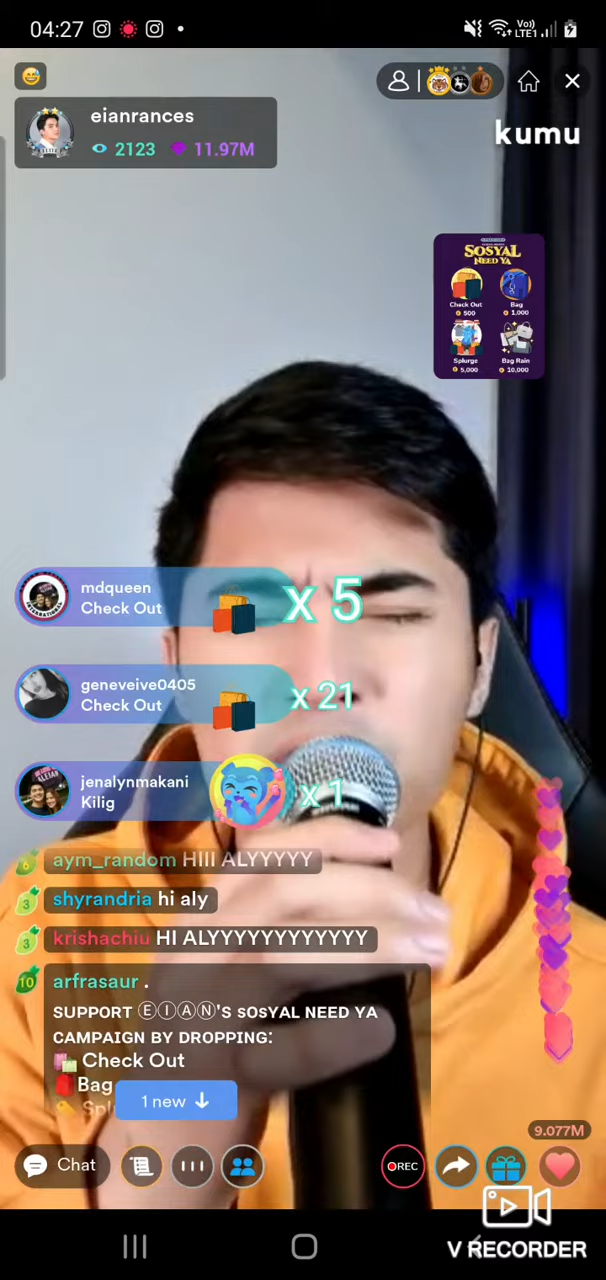 04:27
Vo)) LTE1
eianrances
2123 11.97M
kumu
SOSYAL
NEED YA
Check Out Bag
500 1,000
Splurge Bag Rain
5,000 10,000
mdqueen
Check Out
x 5
geneveive0405
Check Out
x 21
jenalynmakani
Kilig
x 1
6 aym_random HIII ALYYYYY
3 shyrandria hi aly
3 krishachiu HI ALYYYYYYYYYYYY
10 arfrasaur .
SUPPORT ⒺⒾⒶⓃ'S SOSYAL NEED YA
CAMPAIGN BY DROPPING:
Check Out
Bag
Spl
1 new ↓
9.077M
Chat
REC
V RECORDER